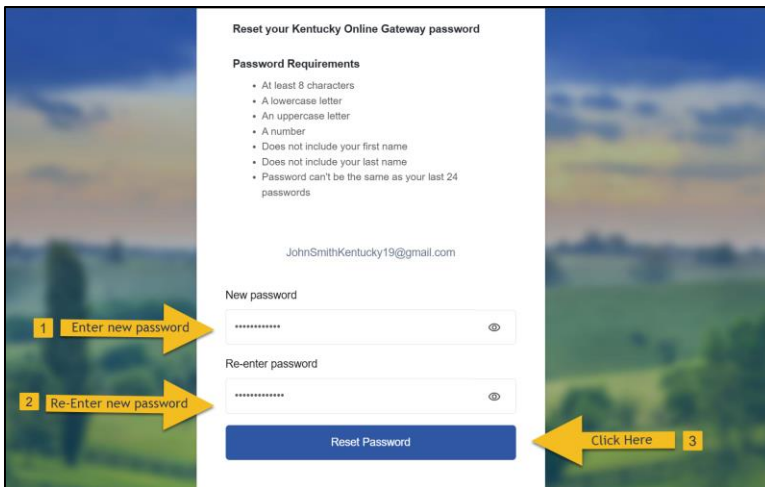 Reset your Kentucky Online Gateway password
Password Requirements
• At least 8 characters
• A lowercase letter
• An uppercase letter
• A number
• Does not include your first name
• Does not include your last name
• Password can't be the same as your last 24
passwords
JohnSmithKentucky19@gmail.com
New password
1 Enter new password
Re-enter password
2 Re-Enter new password
Reset Password
Click Here 3